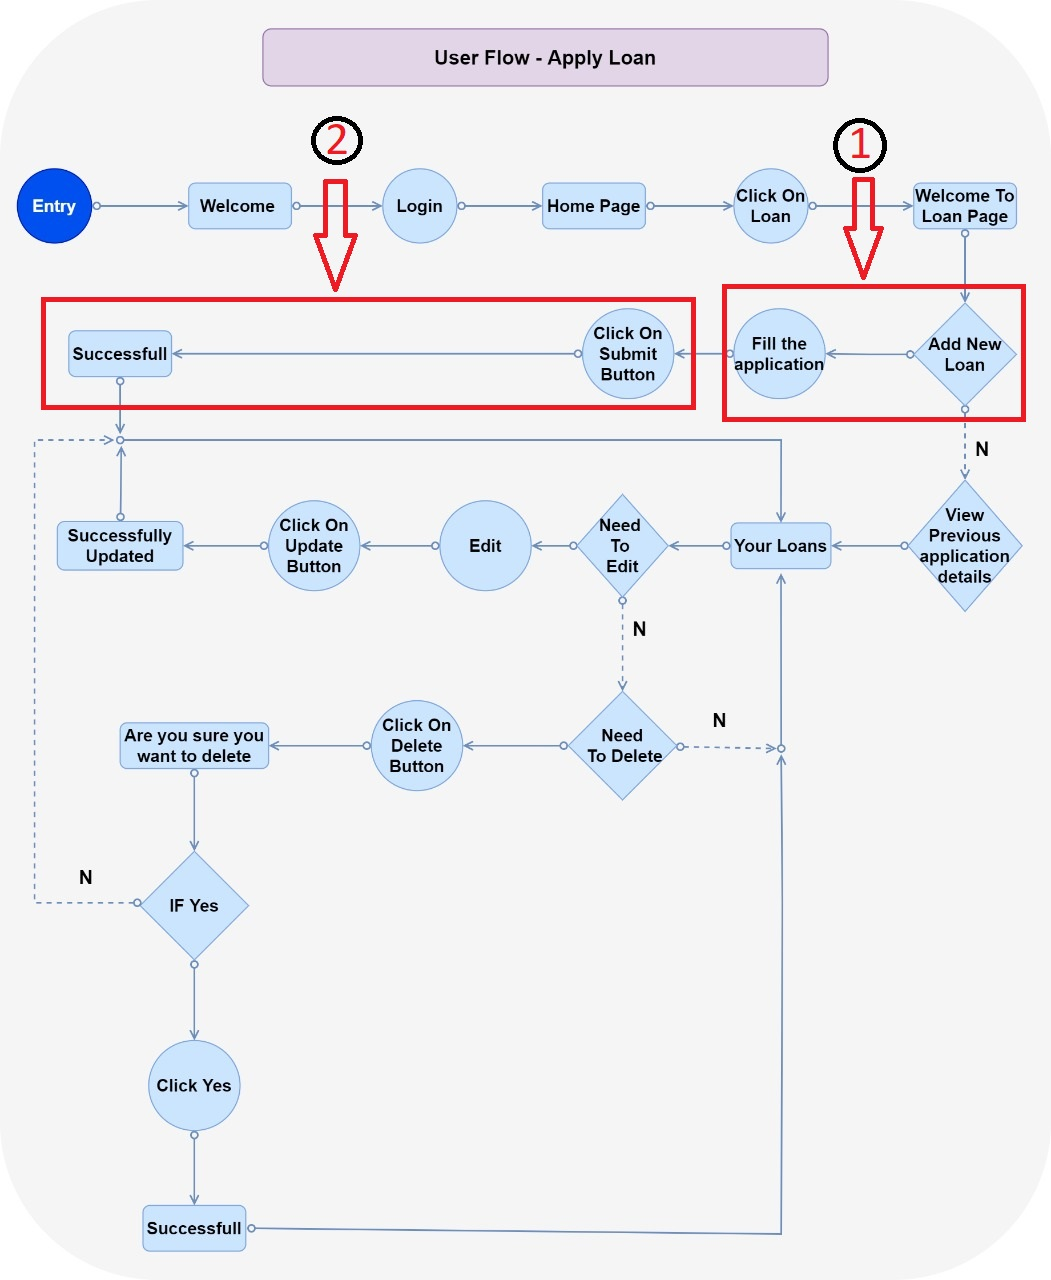 User Flow - Apply Loan
2
1
Entry
Welcome
Login
Home Page
Click On
Loan
Welcome To
Loan Page
Successfull
Click On
Submit
Button
Fill the
application
Add New
Loan
N
Successfully
Updated
Click On
Update
Button
Edit
Need
To
Edit
Your Loans
View
Previous
application
details
N
Are you sure you
want to delete
Click On
Delete
Button
Need
To Delete
N
N
IF Yes
Click Yes
Successfull